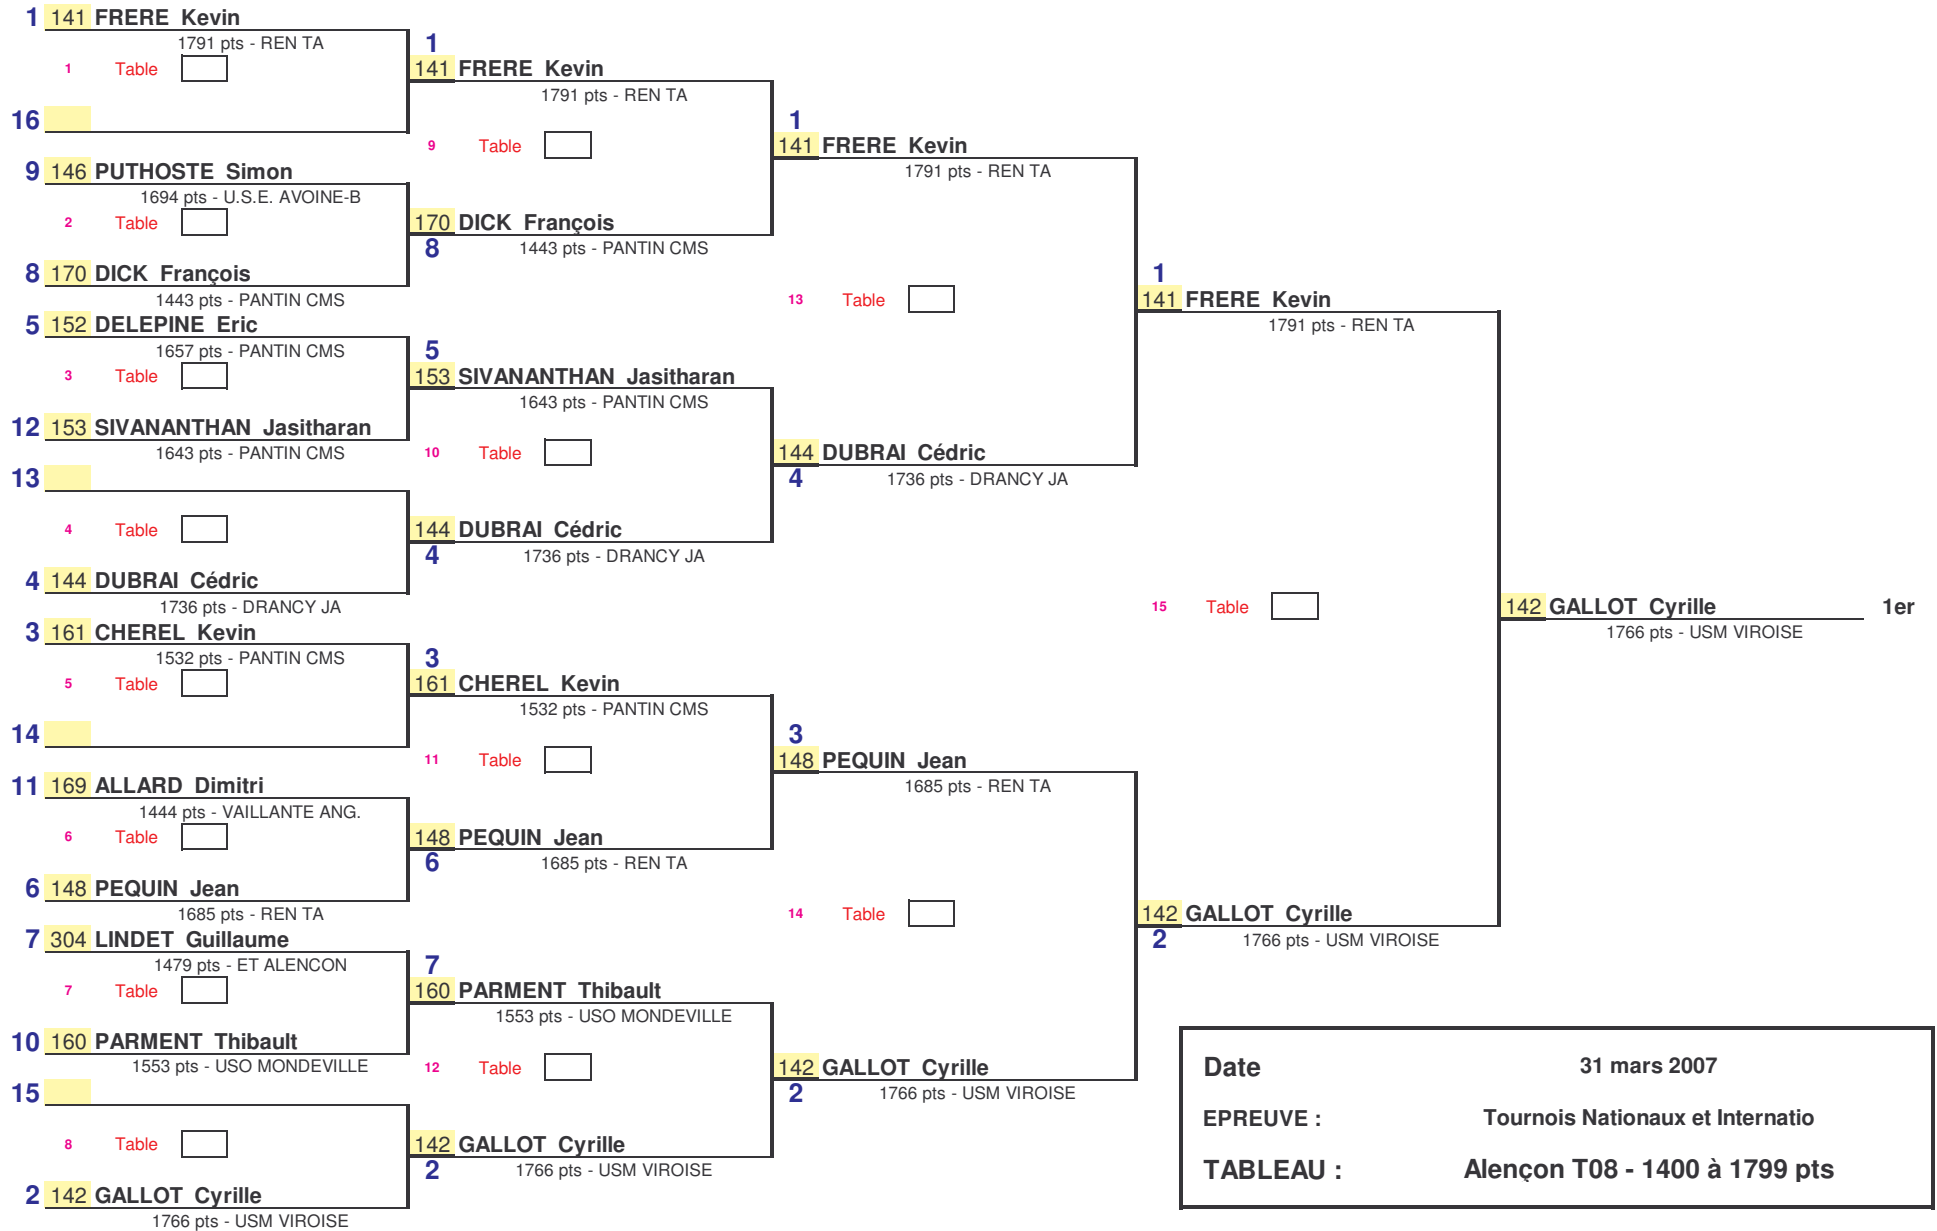 1 141 FRERE Kevin
1791 pts - REN TA
1 Table
16
9 146 PUTHOSTE Simon
1694 pts - U.S.E. AVOINE-B
2 Table
8 170 DICK François
1443 pts - PANTIN CMS
5 152 DELEPINE Eric
1657 pts - PANTIN CMS
3 Table
12 153 SIVANANTHAN Jasitharan
1643 pts - PANTIN CMS
13
4 Table
4 144 DUBRAI Cédric
1736 pts - DRANCY JA
3 161 CHEREL Kevin
1532 pts - PANTIN CMS
5 Table
14
11 169 ALLARD Dimitri
1444 pts - VAILLANTE ANG.
6 Table
6 148 PEQUIN Jean
1685 pts - REN TA
7 304 LINDET Guillaume
1479 pts - ET ALENCON
7 Table
10 160 PARMENT Thibault
1553 pts - USO MONDEVILLE
15
8 Table
2 142 GALLOT Cyrille
1766 pts - USM VIROISE
1
141 FRERE Kevin
1791 pts - REN TA
9 Table
170 DICK François
8
1443 pts - PANTIN CMS
5
153 SIVANANTHAN Jasitharan
1643 pts - PANTIN CMS
10 Table
144 DUBRAI Cédric
4
1736 pts - DRANCY JA
3
161 CHEREL Kevin
1532 pts - PANTIN CMS
11 Table
148 PEQUIN Jean
6
1685 pts - REN TA
7
160 PARMENT Thibault
1553 pts - USO MONDEVILLE
12 Table
142 GALLOT Cyrille
2
1766 pts - USM VIROISE
1
141 FRERE Kevin
1791 pts - REN TA
13 Table
144 DUBRAI Cédric
4
1736 pts - DRANCY JA
3
148 PEQUIN Jean
1685 pts - REN TA
14 Table
142 GALLOT Cyrille
2
1766 pts - USM VIROISE
1
141 FRERE Kevin
1791 pts - REN TA
15 Table
142 GALLOT Cyrille
2
1766 pts - USM VIROISE
142 GALLOT Cyrille 1er
1766 pts - USM VIROISE
Date 31 mars 2007
EPREUVE : Tournois Nationaux et Internatio
TABLEAU : Alençon T08 - 1400 à 1799 pts